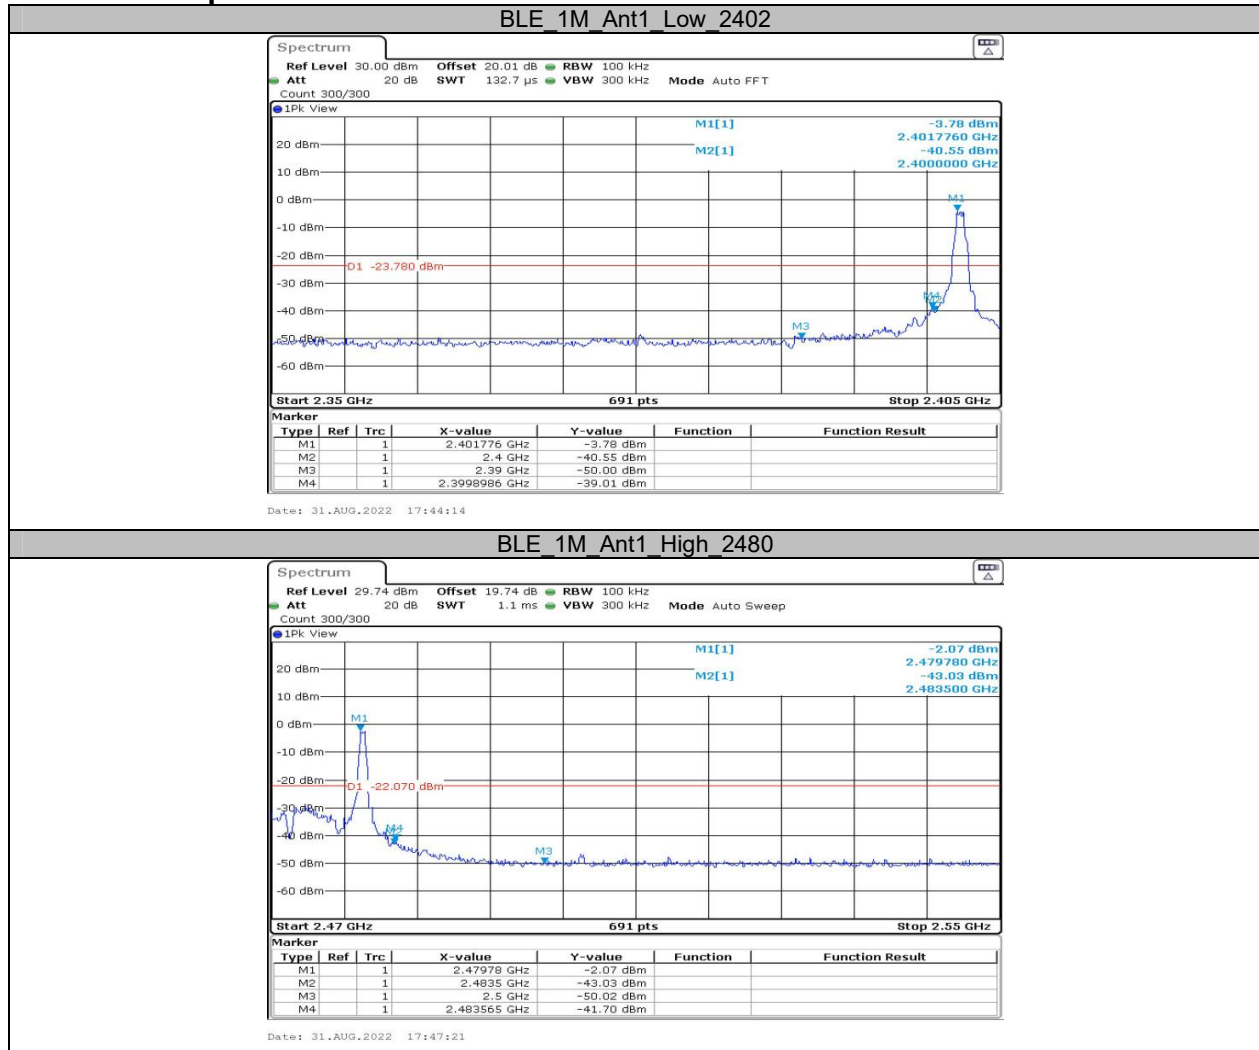 BLE_1M_Ant1_Low_2402
Spectrum
Ref Level 30.00 dBm Offset 20.01 dB RBW 100 kHz
Att 20 dB SWT 132.7 µs VBW 300 kHz Mode Auto FFT
Count 300/300
1Pk View
M1[1] -3.78 dBm
2.4017760 GHz
20 dBm
M2[1] -40.55 dBm
2.4000000 GHz
10 dBm
0 dBm
M1
-10 dBm
-20 dBm
D1 -23.780 dBm
-30 dBm
M4
M2
-40 dBm
M3
-50 dBm
-60 dBm
Start 2.35 GHz 691 pts Stop 2.405 GHz
Marker
Type Ref Trc X-value Y-value Function Function Result
M1 1 2.401776 GHz -3.78 dBm
M2 1 2.4 GHz -40.55 dBm
M3 1 2.39 GHz -50.00 dBm
M4 1 2.3998986 GHz -39.01 dBm
Date: 31.AUG.2022 17:44:14
BLE_1M_Ant1_High_2480
Spectrum
Ref Level 29.74 dBm Offset 19.74 dB RBW 100 kHz
Att 20 dB SWT 1.1 ms VBW 300 kHz Mode Auto Sweep
Count 300/300
1Pk View
M1[1] -2.07 dBm
2.479780 GHz
20 dBm
M2[1] -43.03 dBm
2.483500 GHz
10 dBm
M1
0 dBm
-10 dBm
-20 dBm
D1 -22.070 dBm
-30 dBm
M4
M2
-40 dBm
M3
-50 dBm
-60 dBm
Start 2.47 GHz 691 pts Stop 2.55 GHz
Marker
Type Ref Trc X-value Y-value Function Function Result
M1 1 2.47978 GHz -2.07 dBm
M2 1 2.4835 GHz -43.03 dBm
M3 1 2.5 GHz -50.02 dBm
M4 1 2.483565 GHz -41.70 dBm
Date: 31.AUG.2022 17:47:21